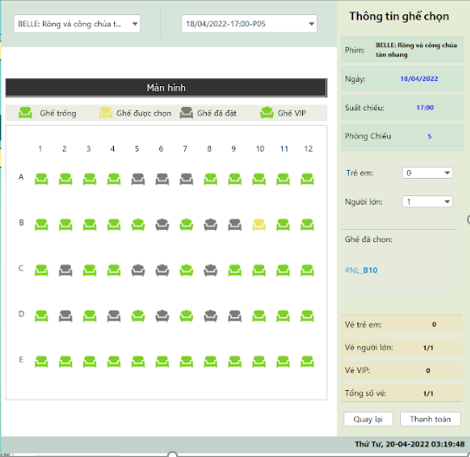 BELLE: Rồng và công chúa t...
18/04/2022-17:00-P05
Thông tin ghế chọn
Phim: BELLE: Rồng và công chúa tàn nhang
Ngày: 18/04/2022
Suất chiếu: 17:00
Phòng Chiếu 5
Màn hình
Ghế trống Ghế được chọn Ghế đã đặt Ghế VIP
1 2 3 4 5 6 7 8 9 10 11 12
A
B
C
D
E
Trẻ em: 0
Người lớn: 1
Ghế đã chọn:
#NL_B10
Vé trẻ em: 0
Vé người lớn: 1/1
Vé VIP: 0
Tổng số vé: 1/1
Quay lại Thanh toán
Thứ Tư, 20-04-2022 03:19:48